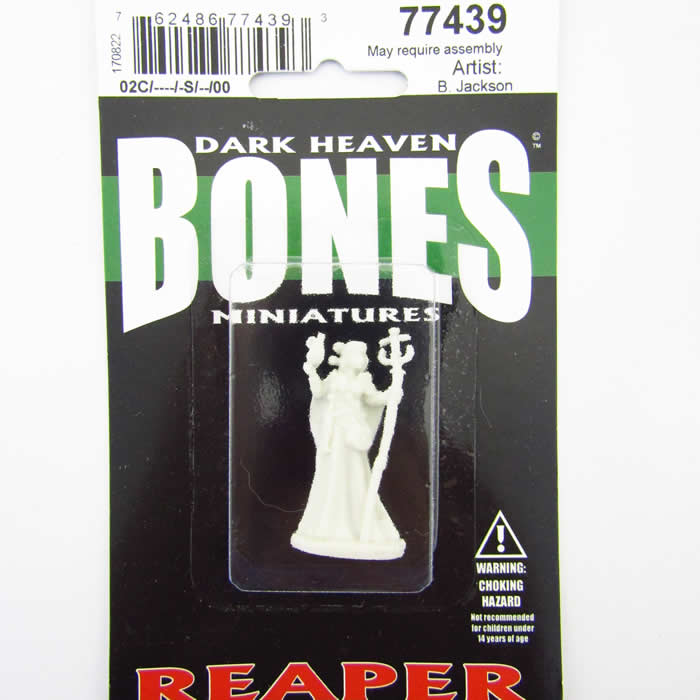 7 62486 77439 3
170822
02C/----/-S/--/00
77439
May require assembly
Artist:
B. Jackson
DARK HEAVEN
BONES
©
™
MINIATURES
WARNING:
CHOKING
HAZARD
Not recommended
for children under
14 years of age
REAPER